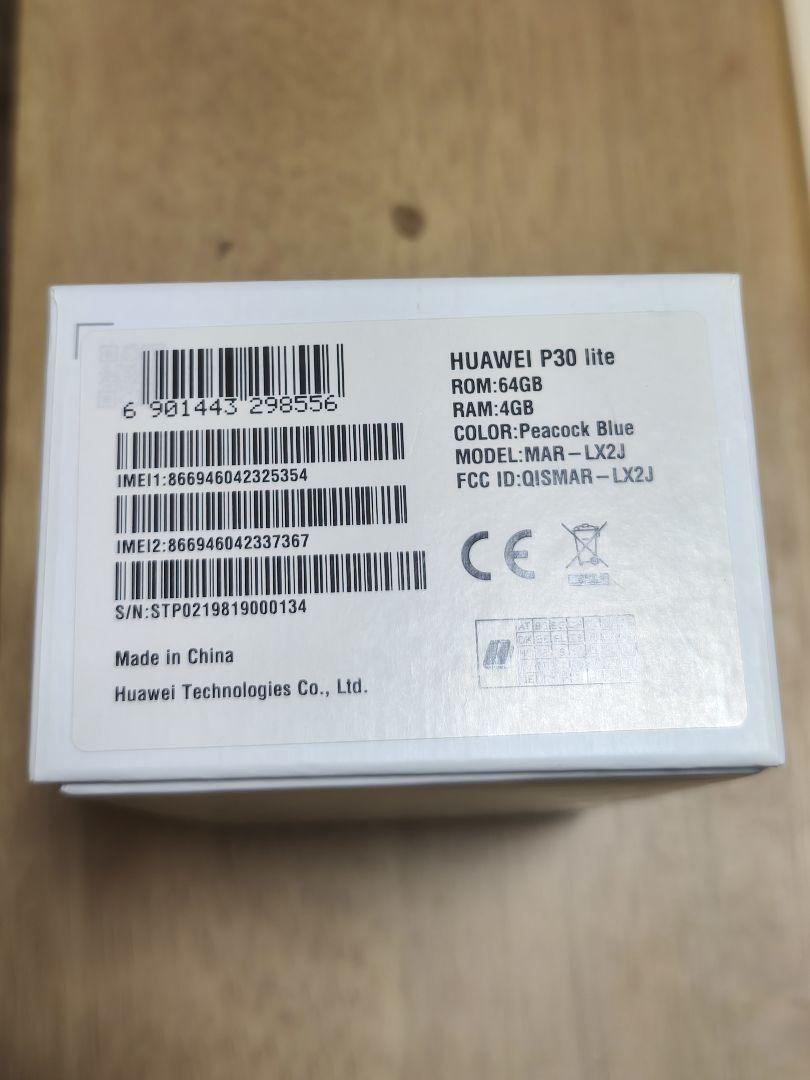 6 901443 298556
IMEI1:866946042325354
IMEI2:866946042337367
S/N:STP0219819000134
Made in China
Huawei Technologies Co., Ltd.
HUAWEI P30 lite
ROM:64GB
RAM:4GB
COLOR:Peacock Blue
MODEL:MAR-LX2J
FCC ID:QISMAR-LX2J
CE